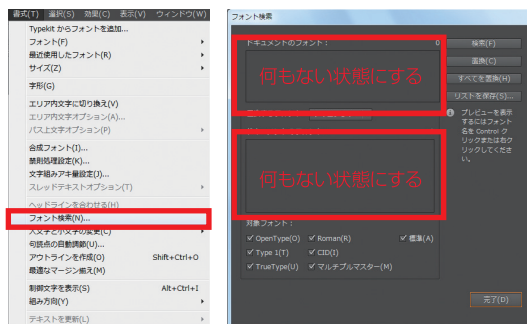 書式(T) 選択(S) 効果(C) 表示(V) ウィンドウ(W)
Typekit からフォントを追加...
フォント(F)
最近使用したフォント(R)
サイズ(Z)
字形(G)
エリア内文字に切り換え(V)
エリア内文字オプション(A)...
パス上文字オプション(P)
合成フォント(I)...
禁則処理設定(K)...
文字組みアキ量設定(J)...
スレッドテキストオプション(T)
ヘッドラインを合わせる(H)
フォント検索(N)...
大文字と小文字の変更(C)
句読点の自動調節(U)...
アウトラインを作成(O) Shift+Ctrl+O
最適なマージン揃え(M)
制御文字を表示(S) Alt+Ctrl+I
組み方向(Y)
テキストを更新(L)
フォント検索
ドキュメントのフォント: 0
何もない状態にする
何もない状態にする
対象フォント:
✓ OpenType(O) ✓ Roman(R) ✓ 標準(A)
✓ Type 1(T) ✓ CID(I)
✓ TrueType(U) ✓ マルチプルマスター(M)
検索(F)
置換(C)
すべてを置換(H)
リストを保存(S)...
プレビューを表示
するにはフォント
名を Control ク
リックまたは右ク
リックしてくださ
い。
完了(D)